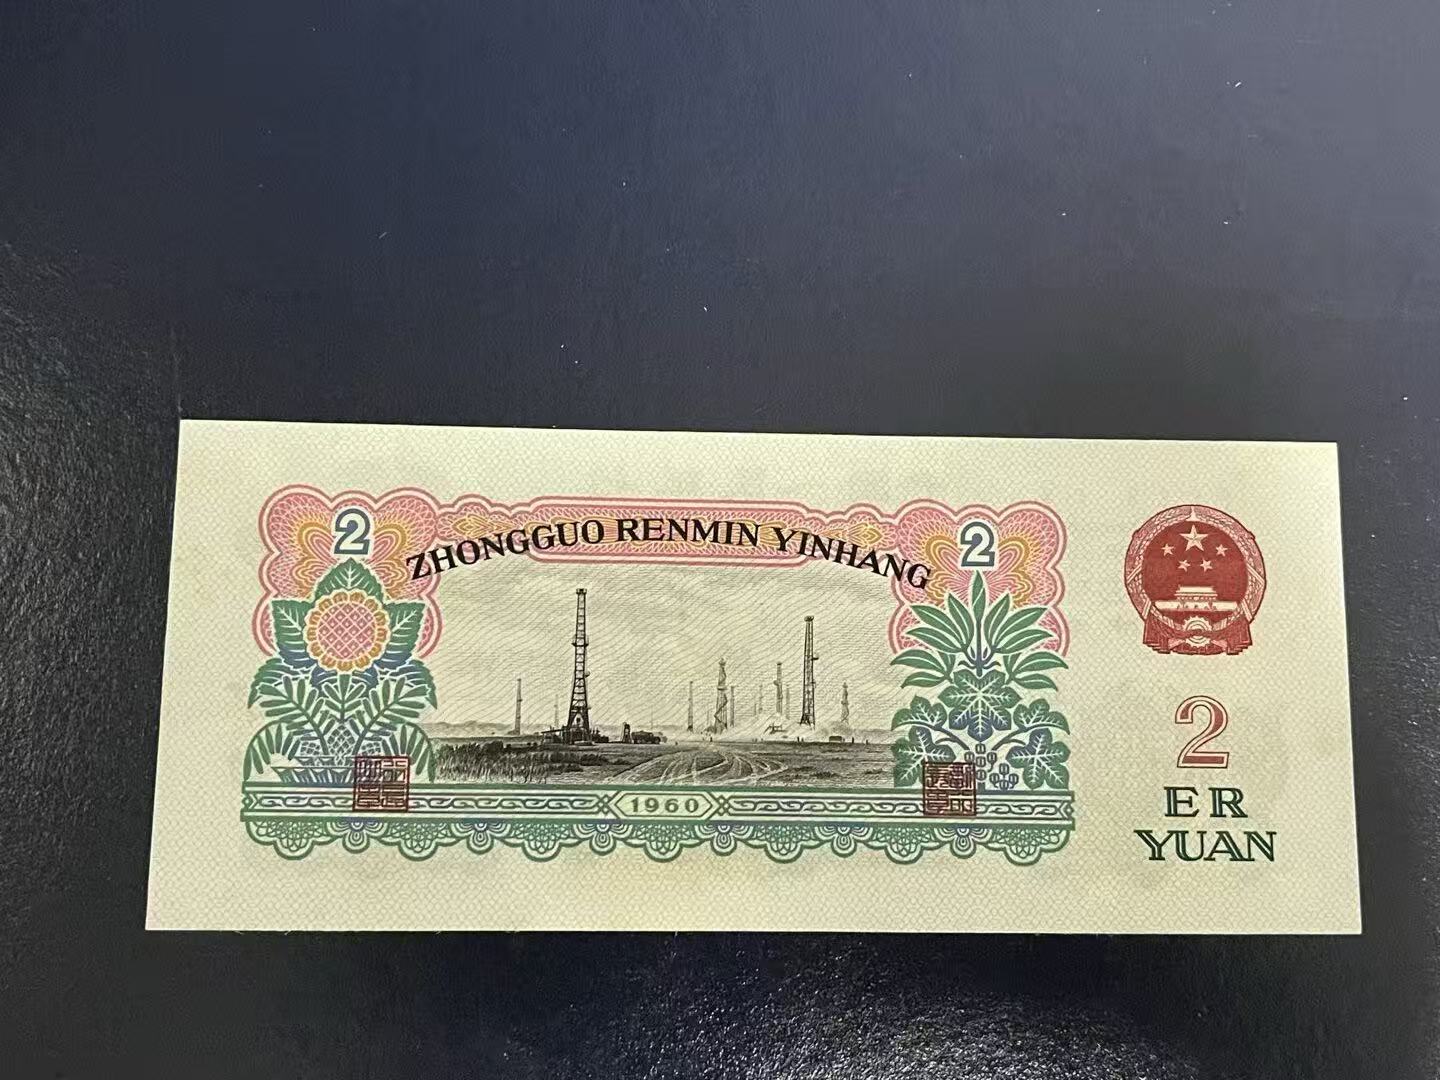 2
2
ZHONGGUO RENMIN YINHANG
1960
2
ER
YUAN